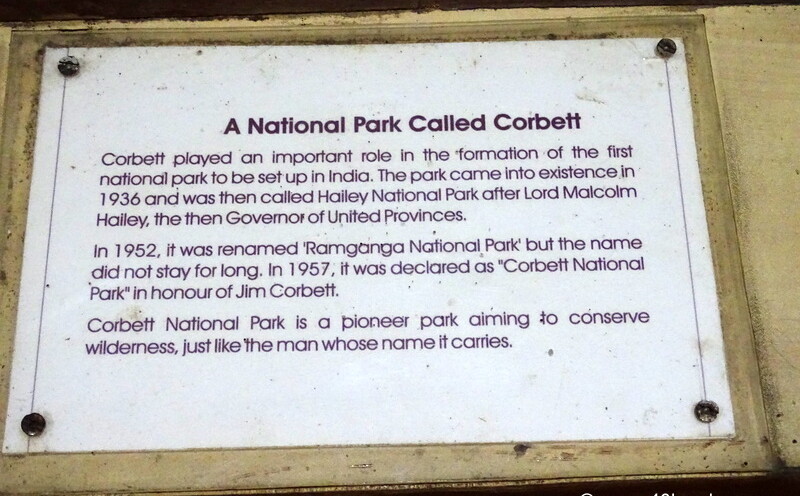 A National Park Called Corbett
Corbett played an important role in the formation of the first
national park to be set up in India. The park came into existence in
1936 and was then called Hailey National Park after Lord Malcolm
Hailey, the then Governor of United Provinces.
In 1952, it was renamed 'Ramganga National Park' but the name
did not stay for long. In 1957, it was declared as "Corbett National
Park" in honour of Jim Corbett.
Corbett National Park is a pioneer park aiming to conserve
wilderness, just like the man whose name it carries.